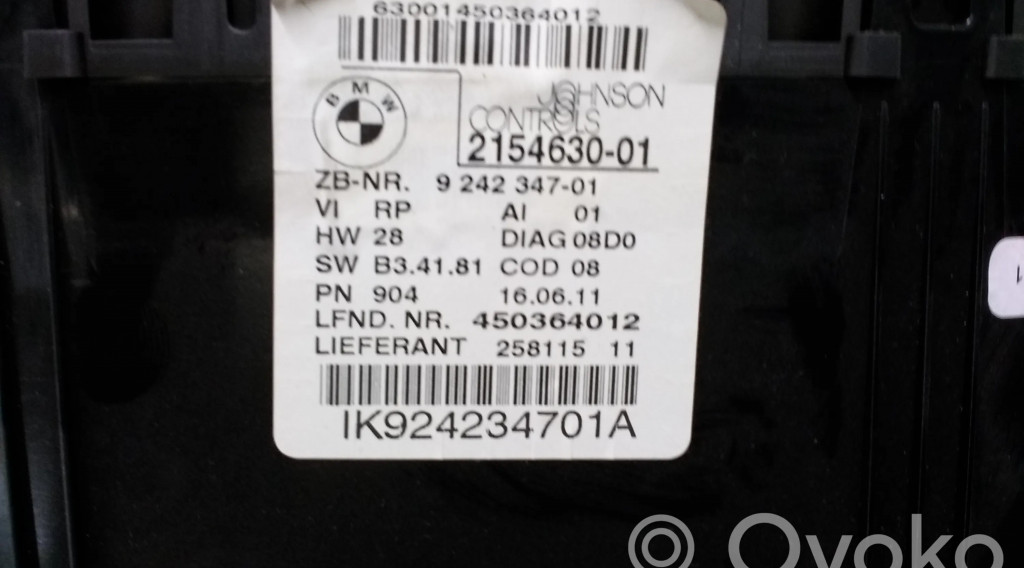 63001450364012
BMW
JOHNSON
CONTROLS
2154630-01
ZB-NR. 9 242 347-01
VI RP AI 01
HW 28 DIAG 08D0
SW B3.41.81 COD 08
PN 904 16.06.11
LFND. NR. 450364012
LIEFERANT 258115 11
IK924234701A
® Ovoko